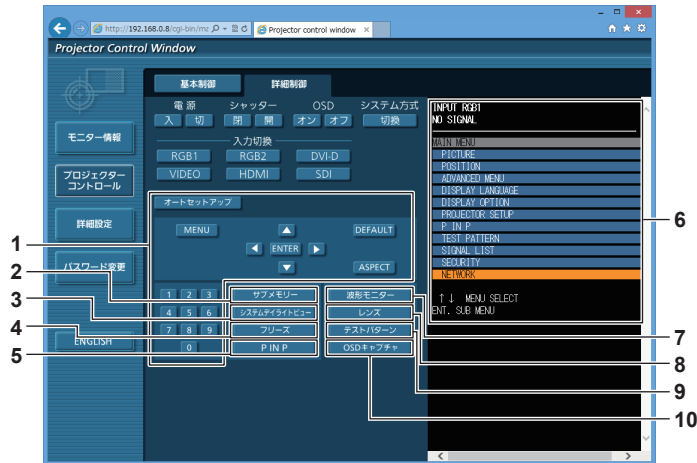 http://192.168.0.8/cgi-bin/mc
Projector control window
Projector Control Window
基本制御 詳細制御
電 源 シャッター OSD システム方式
入 切 閉 開 オン オフ 切換
入力切換
RGB1 RGB2 DVI-D
VIDEO HDMI SDI
モニター情報
プロジェクター
コントロール
詳細設定
パスワード変更
ENGLISH
オートセットアップ
MENU DEFAULT
ENTER
ASPECT
1 2 3 サブメモリー 波形モニター
4 5 6 システムデイライトビュー レンズ
7 8 9 フリーズ テストパターン
0 P IN P OSDキャプチャ
INPUT RGB1
NO SIGNAL
MAIN MENU
PICTURE
POSITION
ADVANCED MENU
DISPLAY LANGUAGE
DISPLAY OPTION
PROJECTOR SETUP
P IN P
TEST PATTERN
SIGNAL LIST
SECURITY
NETWORK
↑↓ MENU SELECT
ENT. SUB MENU
1
2
3
4
5
6
7
8
9
10